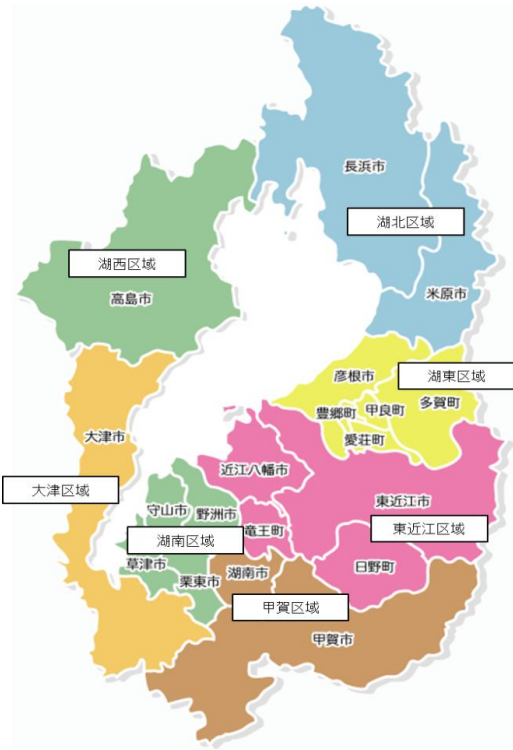 長浜市
湖北区域
湖西区域
高島市
米原市
彦根市
湖東区域
多賀町
豊郷町
甲良町
愛荘町
大津市
近江八幡市
大津区域
東近江市
守山市
野洲市
竜王町
東近江区域
湖南区域
草津市
湖南市
日野町
栗東市
甲賀区域
甲賀市